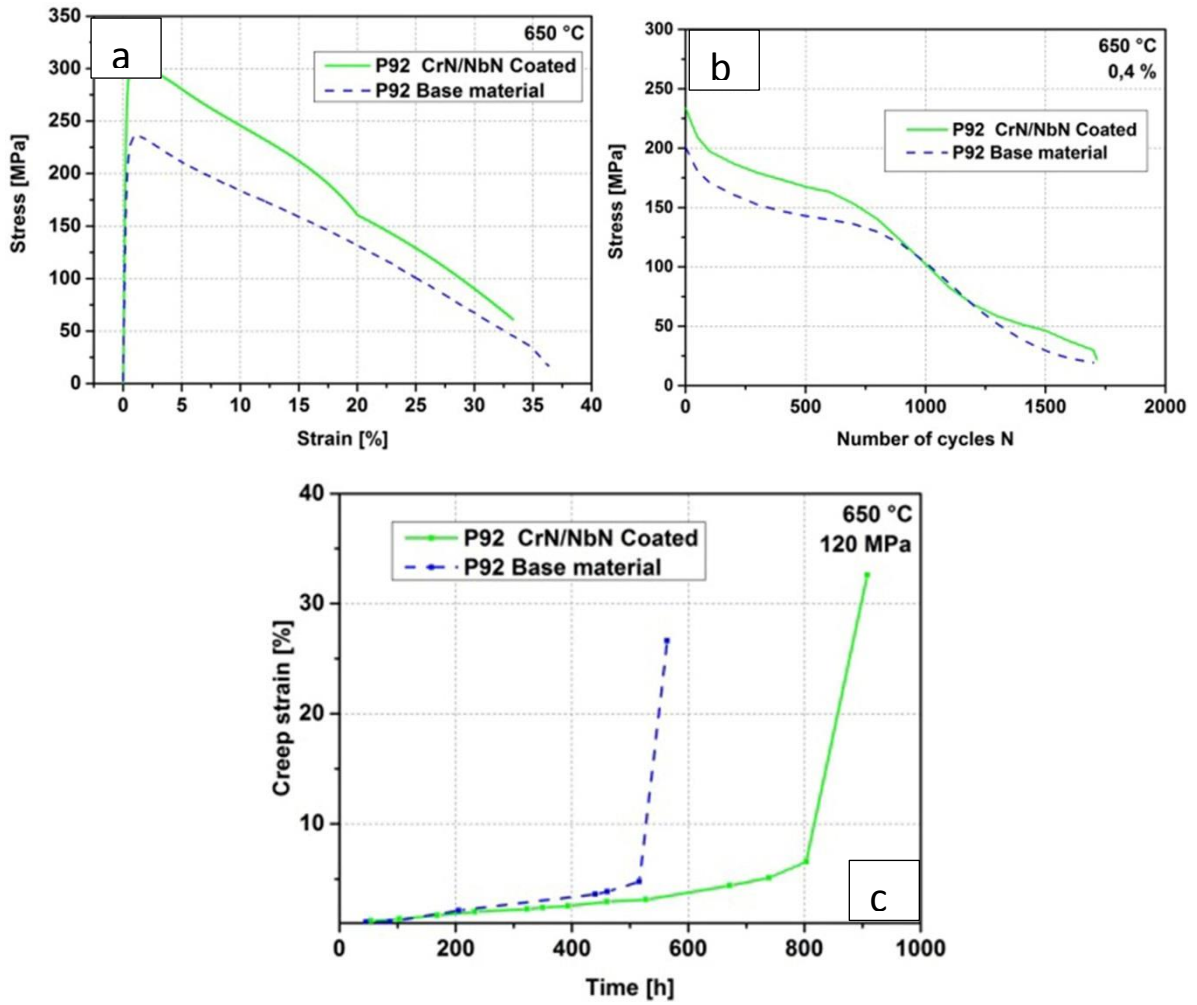 350
300
250
200
150
100
50
0
Stress [MPa]
a
650 °C
P92 CrN/NbN Coated
P92 Base material
0 5 10 15 20 25 30 35 40
Strain [%]
300
250
200
150
100
50
0
Stress [MPa]
b
650 °C
0,4 %
P92 CrN/NbN Coated
P92 Base material
0 500 1000 1500 2000
Number of cycles N
40
30
20
10
Creep strain [%]
650 °C
120 MPa
P92 CrN/NbN Coated
P92 Base material
c
0 200 400 600 800 1000
Time [h]